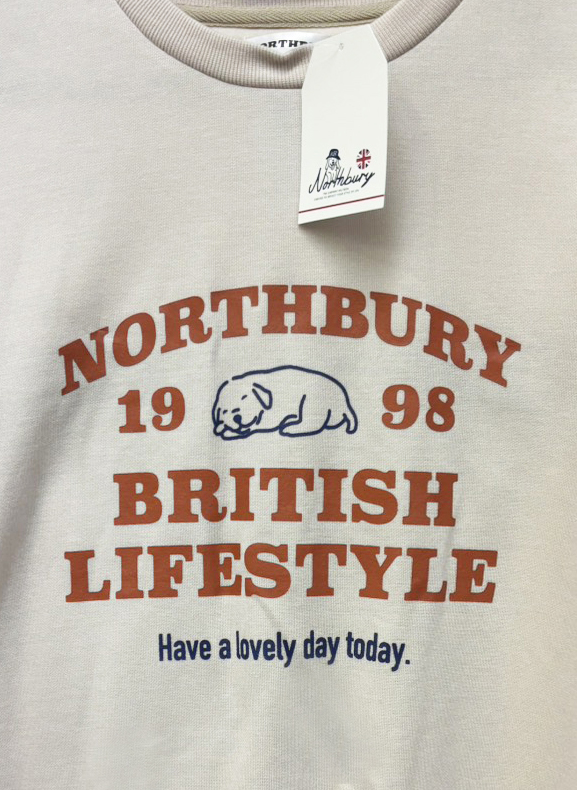 NORTHBURY
19 98
BRITISH
LIFESTYLE
Have a lovely day today.
Northbury